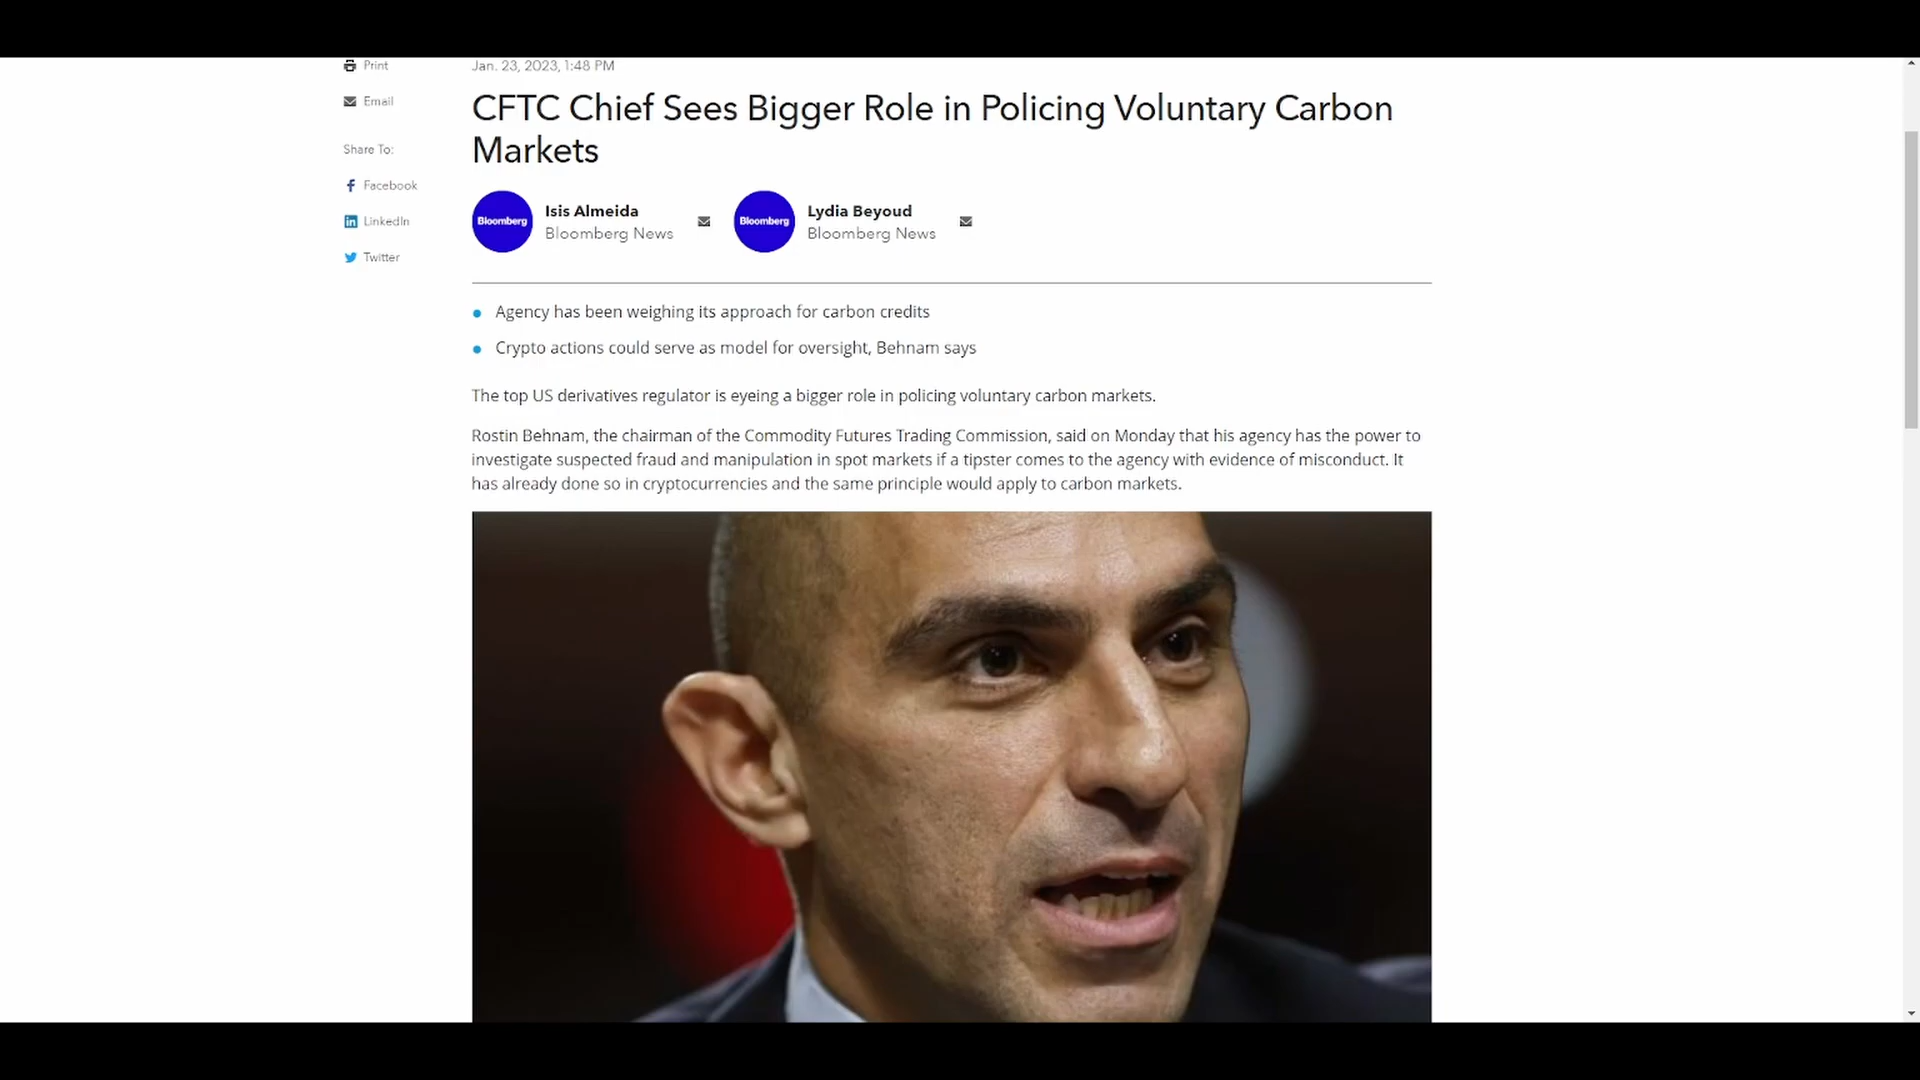 Print
Email
Share To:
Facebook
LinkedIn
Twitter
Jan. 23, 2023, 1:48 PM
CFTC Chief Sees Bigger Role in Policing Voluntary Carbon
Markets
Bloomberg
Isis Almeida
Bloomberg News
Bloomberg
Lydia Beyoud
Bloomberg News
Agency has been weighing its approach for carbon credits
Crypto actions could serve as model for oversight, Behnam says
The top US derivatives regulator is eyeing a bigger role in policing voluntary carbon markets.
Rostin Behnam, the chairman of the Commodity Futures Trading Commission, said on Monday that his agency has the power to
investigate suspected fraud and manipulation in spot markets if a tipster comes to the agency with evidence of misconduct. It
has already done so in cryptocurrencies and the same principle would apply to carbon markets.